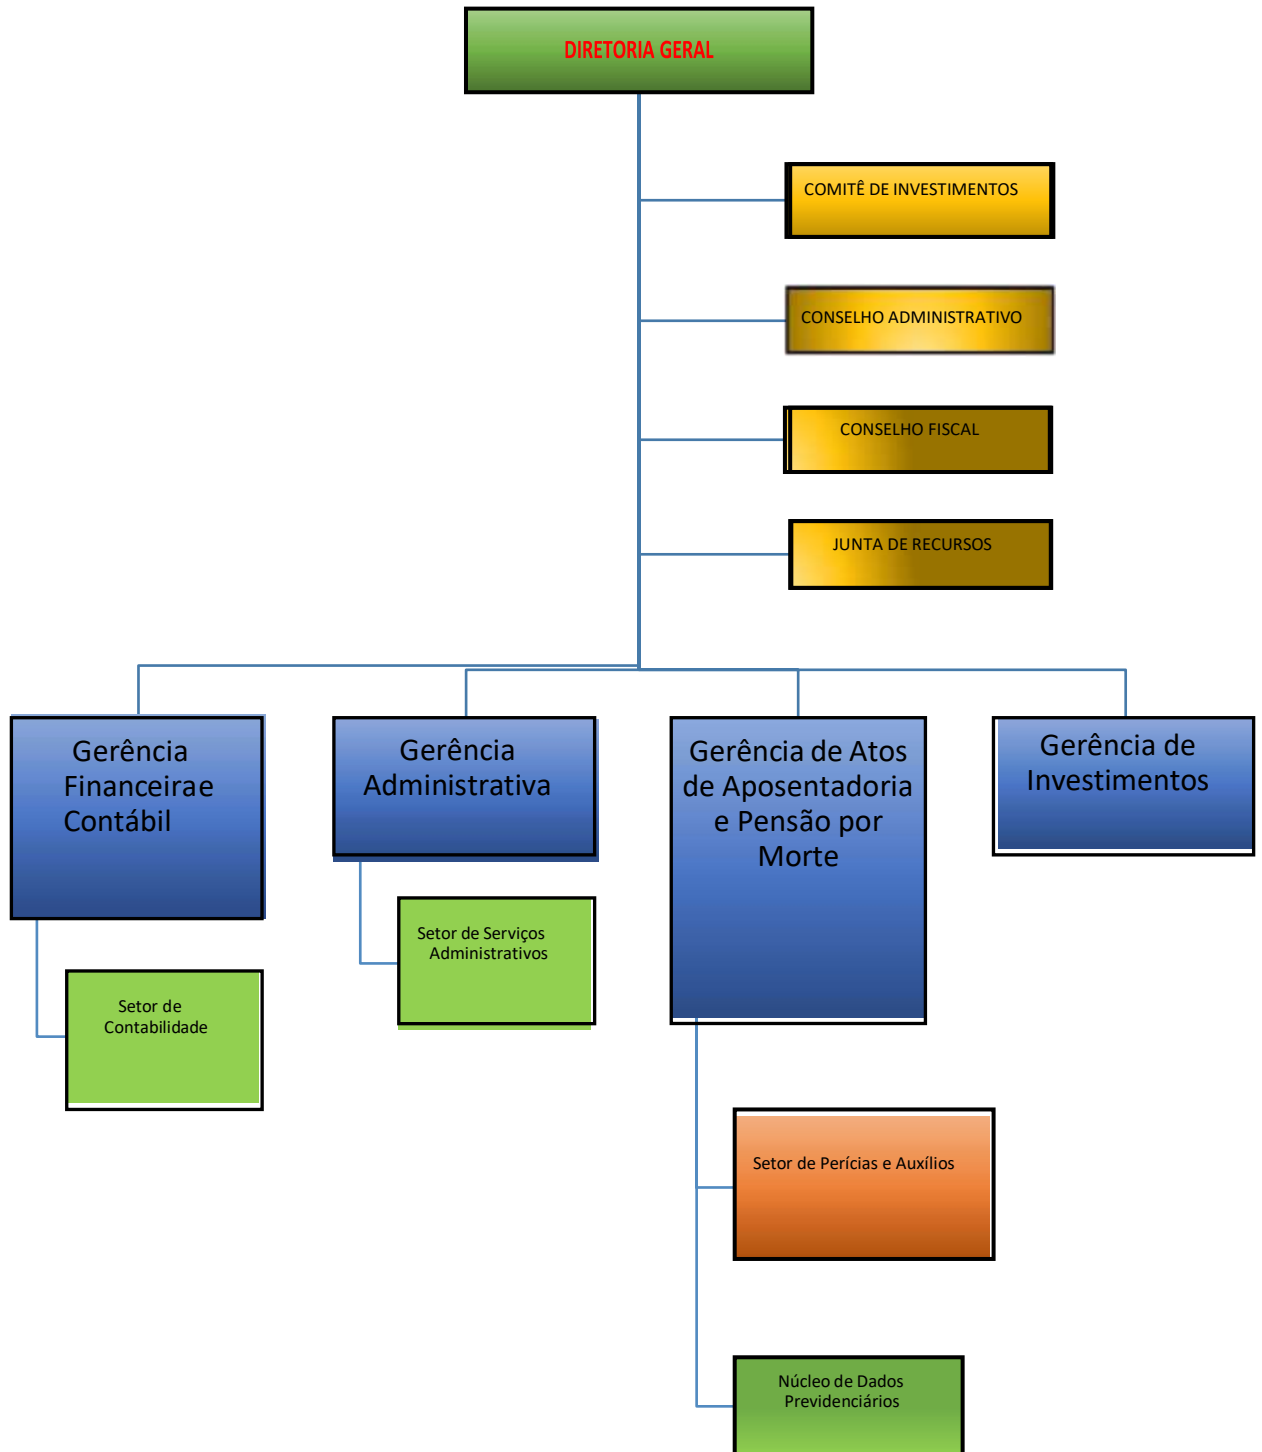 DIRETORIA GERAL
COMITÊ DE INVESTIMENTOS
CONSELHO ADMINISTRATIVO
CONSELHO FISCAL
JUNTA DE RECURSOS
Gerência
Financeirae
Contábil
Gerência
Administrativa
Gerência de Atos
de Aposentadoria
e Pensão por
Morte
Gerência de
Investimentos
Setor de Serviços
Administrativos
Setor de
Contabilidade
Setor de Perícias e Auxílios
Núcleo de Dados
Previdenciários